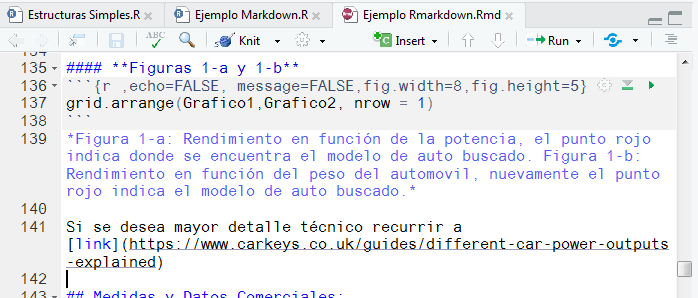 Estructuras Simples.R × Ejemplo Markdown.R × Ejemplo Rmarkdown.Rmd ×
ABC Knit Insert Run
134
135 #### **Figuras 1-a y 1-b**
136 ```{r ,echo=FALSE, message=FALSE,fig.width=8,fig.height=5}
137 grid.arrange(Grafico1,Grafico2, nrow = 1)
138 ```
139 *Figura 1-a: Rendimiento en función de la potencia, el punto rojo
indica donde se encuentra el modelo de auto buscado. Figura 1-b:
Rendimiento en función del peso del automovil, nuevamente el punto
rojo indica el modelo de auto buscado.*
140
141 Si se desea mayor detalle técnico recurrir a
[link](https://www.carkeys.co.uk/guides/different-car-power-outputs
-explained)
142
143 ## Medidas y Datos Comerciales: